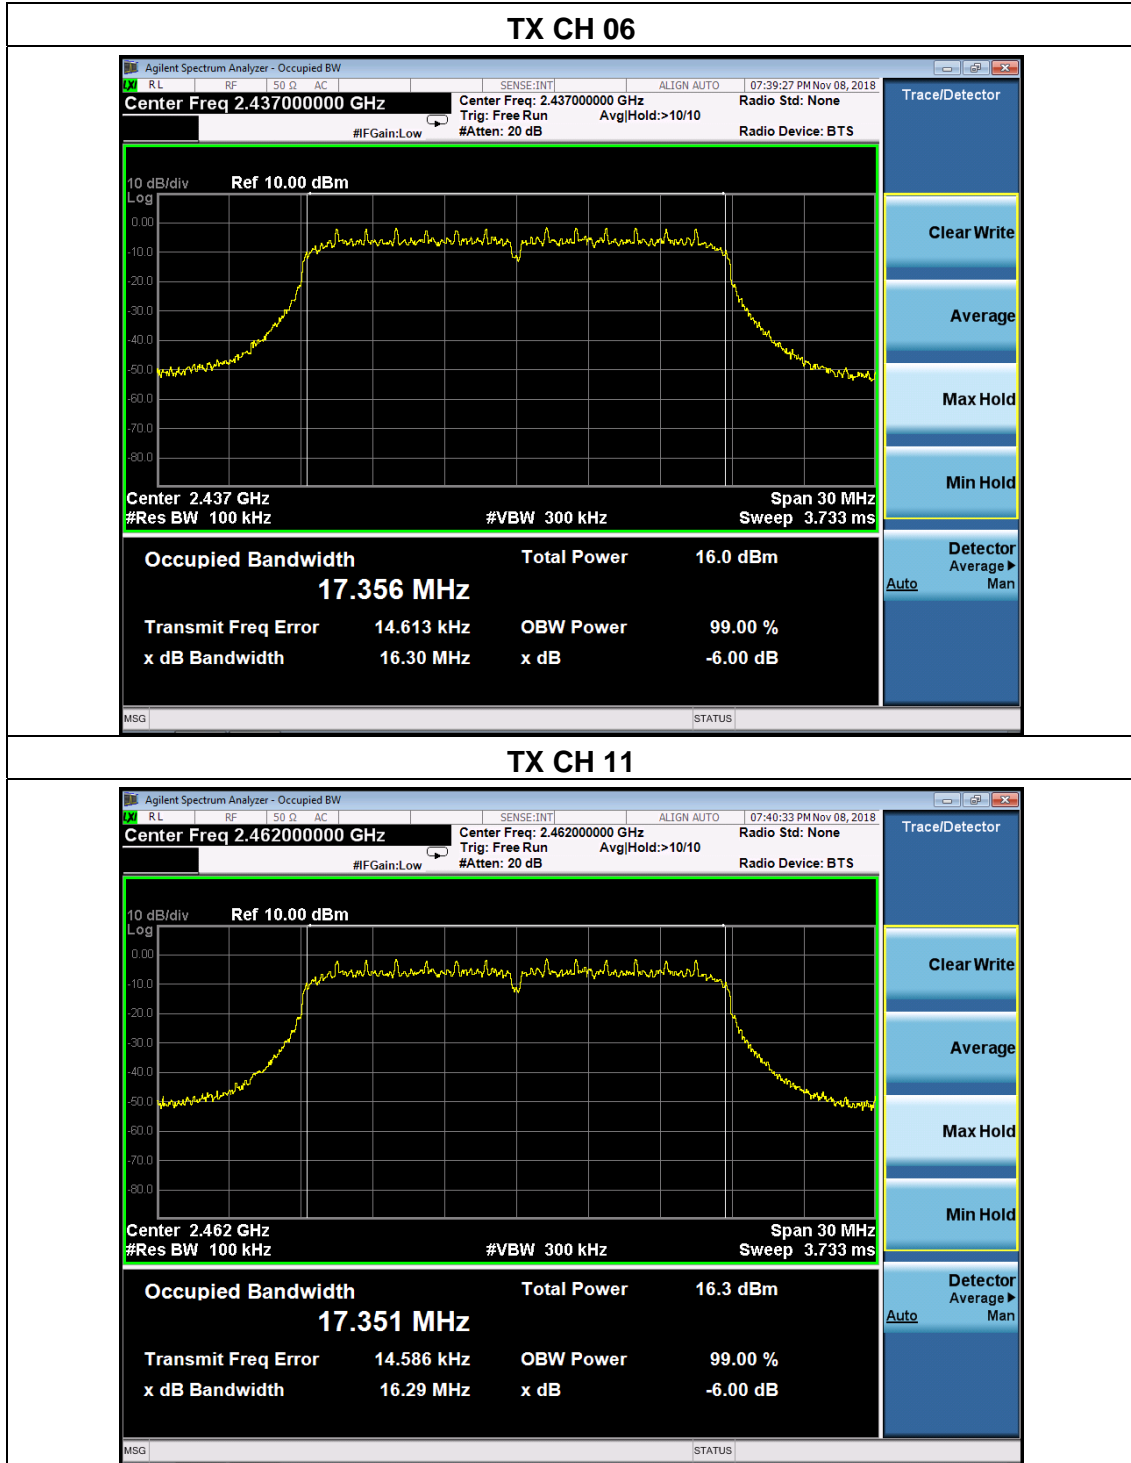 TX CH 06
Agilent Spectrum Analyzer - Occupied BW
LXI RL RF 50 Ω AC SENSE:INT ALIGN AUTO 07:39:27 PM Nov 08, 2018
Center Freq 2.437000000 GHz
Center Freq: 2.437000000 GHz Radio Std: None
Trig: Free Run Avg|Hold:>10/10
#IFGain:Low #Atten: 20 dB Radio Device: BTS
Trace/Detector
10 dB/div Ref 10.00 dBm
Log
0.00
-10.0
-20.0
-30.0
-40.0
-50.0
-60.0
-70.0
-80.0
Clear Write
Average
Max Hold
Min Hold
Center 2.437 GHz Span 30 MHz
#Res BW 100 kHz #VBW 300 kHz Sweep 3.733 ms
Detector
Average▶
Auto Man
Occupied Bandwidth Total Power 16.0 dBm
17.356 MHz
Transmit Freq Error 14.613 kHz OBW Power 99.00 %
x dB Bandwidth 16.30 MHz x dB -6.00 dB
MSG STATUS
TX CH 11
Agilent Spectrum Analyzer - Occupied BW
LXI RL RF 50 Ω AC SENSE:INT ALIGN AUTO 07:40:33 PM Nov 08, 2018
Center Freq 2.462000000 GHz
Center Freq: 2.462000000 GHz Radio Std: None
Trig: Free Run Avg|Hold:>10/10
#IFGain:Low #Atten: 20 dB Radio Device: BTS
Trace/Detector
10 dB/div Ref 10.00 dBm
Log
0.00
-10.0
-20.0
-30.0
-40.0
-50.0
-60.0
-70.0
-80.0
Clear Write
Average
Max Hold
Min Hold
Center 2.462 GHz Span 30 MHz
#Res BW 100 kHz #VBW 300 kHz Sweep 3.733 ms
Detector
Average▶
Auto Man
Occupied Bandwidth Total Power 16.3 dBm
17.351 MHz
Transmit Freq Error 14.586 kHz OBW Power 99.00 %
x dB Bandwidth 16.29 MHz x dB -6.00 dB
MSG STATUS